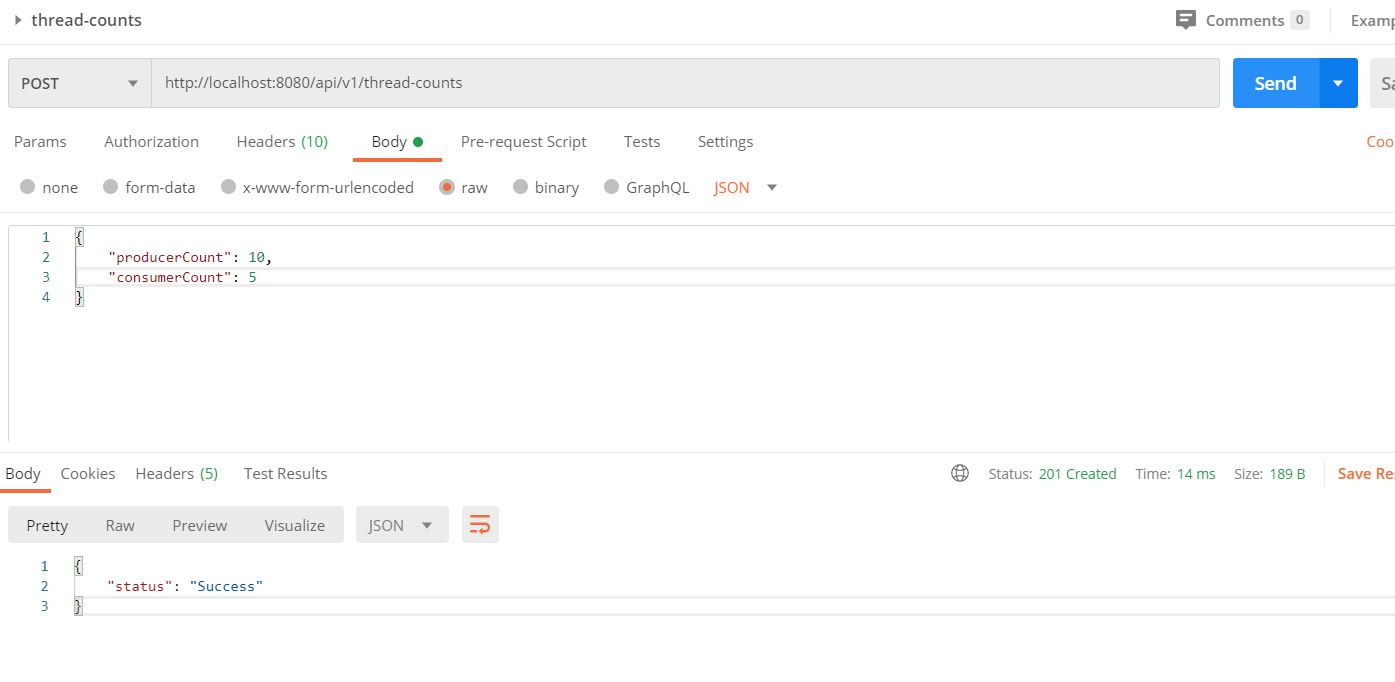 thread-counts Comments 0 Examp
POST http://localhost:8080/api/v1/thread-counts Send Sa
Params Authorization Headers (10) Body Pre-request Script Tests Settings Coo
none form-data x-www-form-urlencoded raw binary GraphQL JSON
1 {
2 "producerCount": 10,
3 "consumerCount": 5
4 }
Body Cookies Headers (5) Test Results Status: 201 Created Time: 14 ms Size: 189 B Save Res
Pretty Raw Preview Visualize JSON
1 {
2 "status": "Success"
3 }